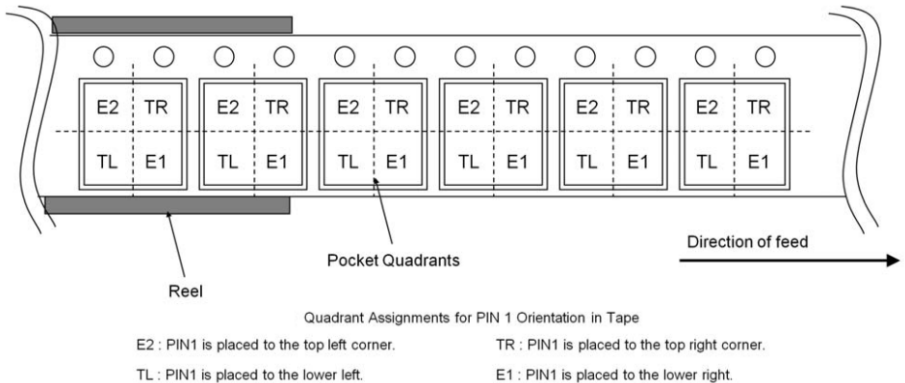 E2 TR E2 TR E2 TR E2 TR E2 TR E2 TR
TL E1 TL E1 TL E1 TL E1 TL E1 TL E1
Direction of feed
Pocket Quadrants
Reel
Quadrant Assignments for PIN 1 Orientation in Tape
E2 : PIN1 is placed to the top left corner. TR : PIN1 is placed to the top right corner.
TL : PIN1 is placed to the lower left. E1 : PIN1 is placed to the lower right.